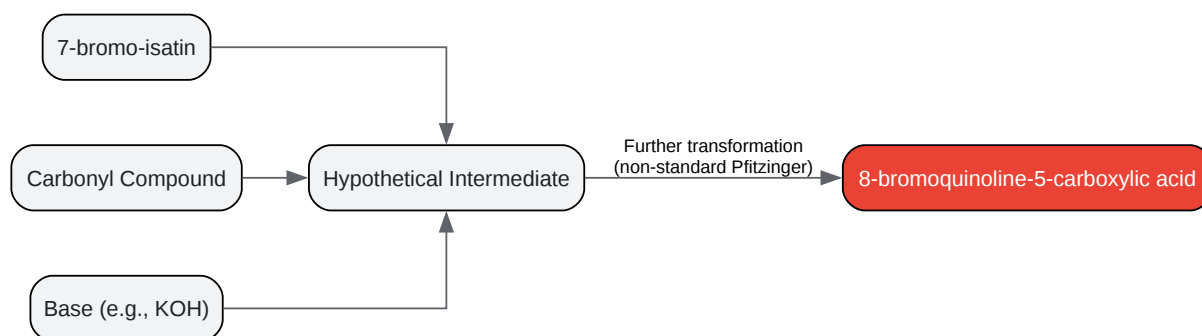 7-bromo-isatin
Carbonyl Compound
Base (e.g., KOH)
Hypothetical Intermediate
Further transformation
(non-standard Pfitzinger)
8-bromoquinoline-5-carboxylic acid